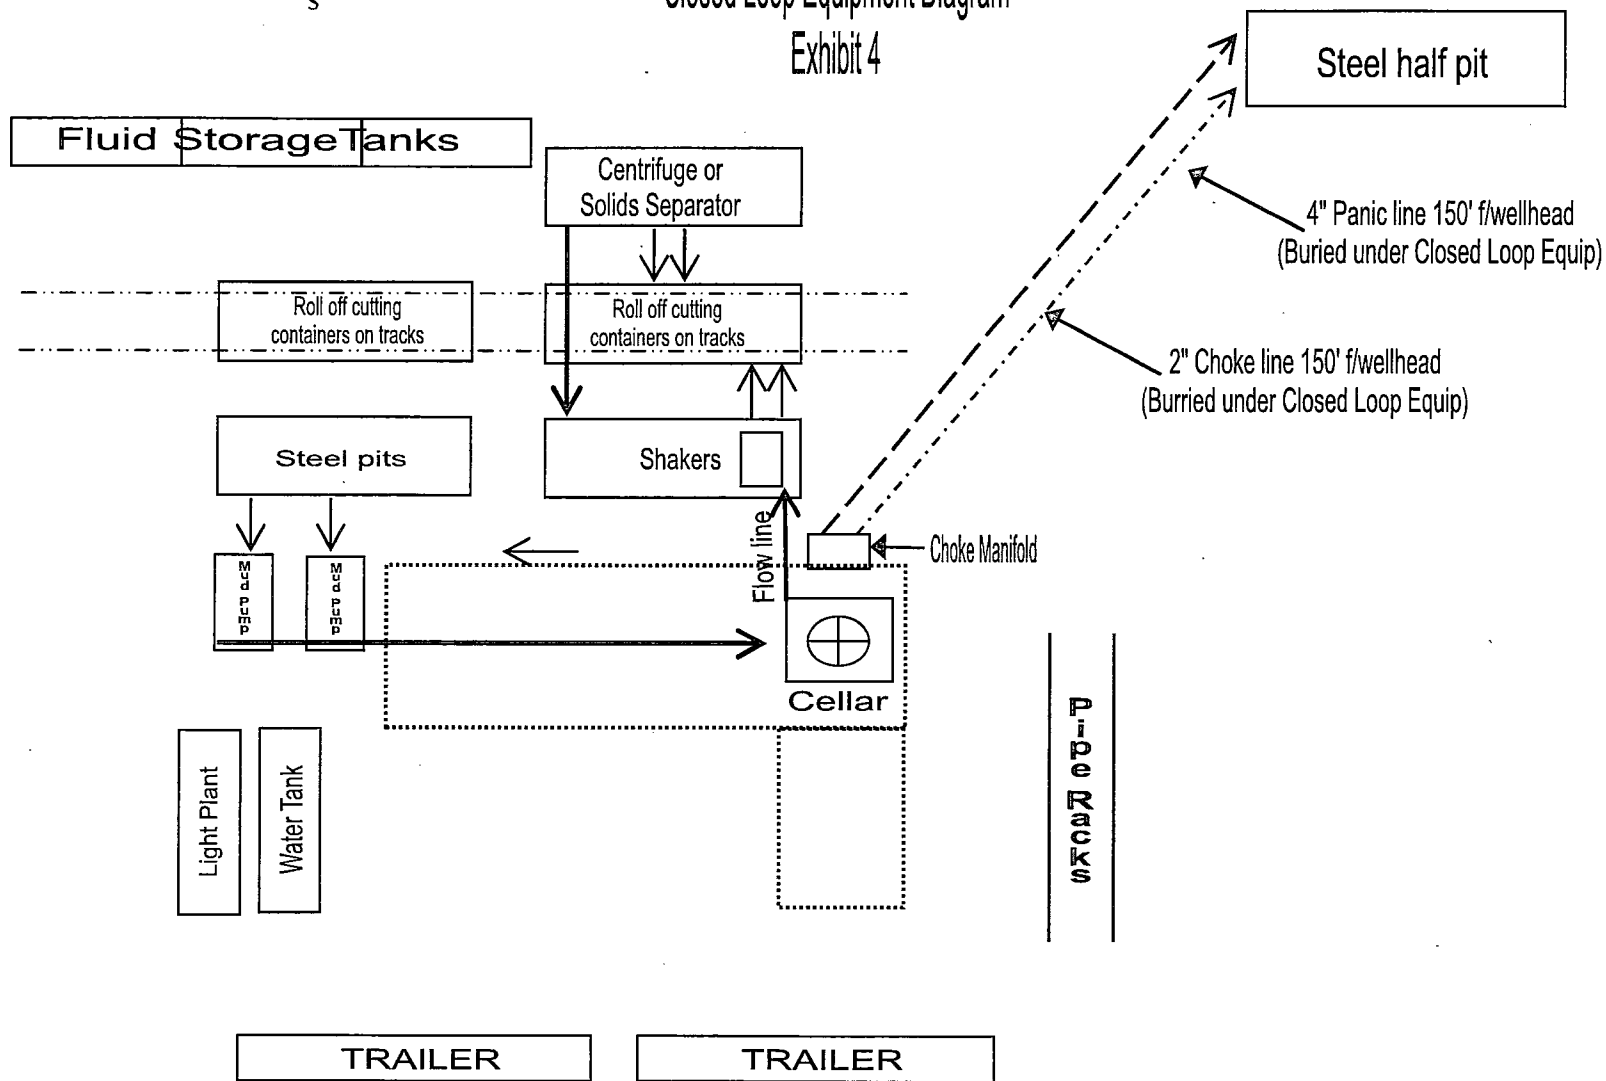 s
Closed Loop Equipment Diagram
Exhibit 4
Steel half pit
Fluid StorageTanks
Centrifuge or
Solids Separator
4" Panic line 150' f/wellhead
(Buried under Closed Loop Equip)
Roll off cutting
containers on tracks
Roll off cutting
containers on tracks
2" Choke line 150' f/wellhead
(Burried under Closed Loop Equip)
Steel pits
Shakers
Flow line
Choke Manifold
Mud pump
Mud pump
Cellar
Pipe Racks
Light Plant
Water Tank
TRAILER
TRAILER